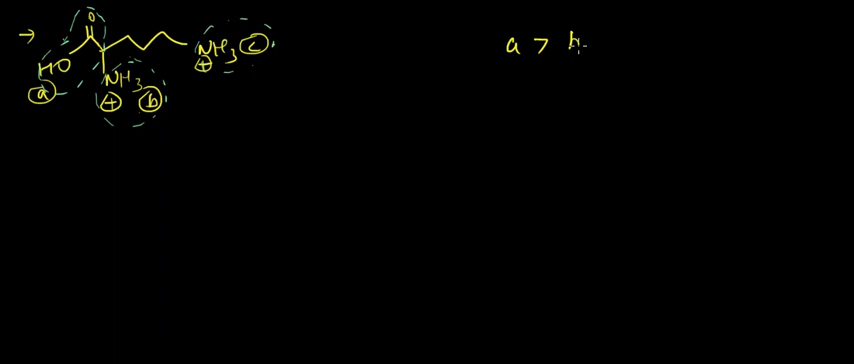 → O
HO
NH3 ⊕ (c)
(a)
NH3
⊕ (b)
a > b